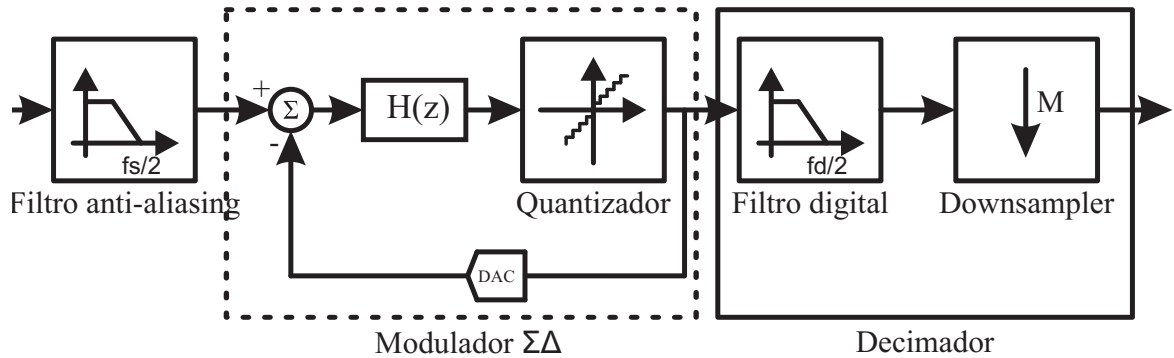 +
Σ
-
H(z)
M
fs/2
fd/2
Filtro anti-aliasing
Quantizador
Filtro digital
Downsampler
DAC
Modulador ΣΔ
Decimador